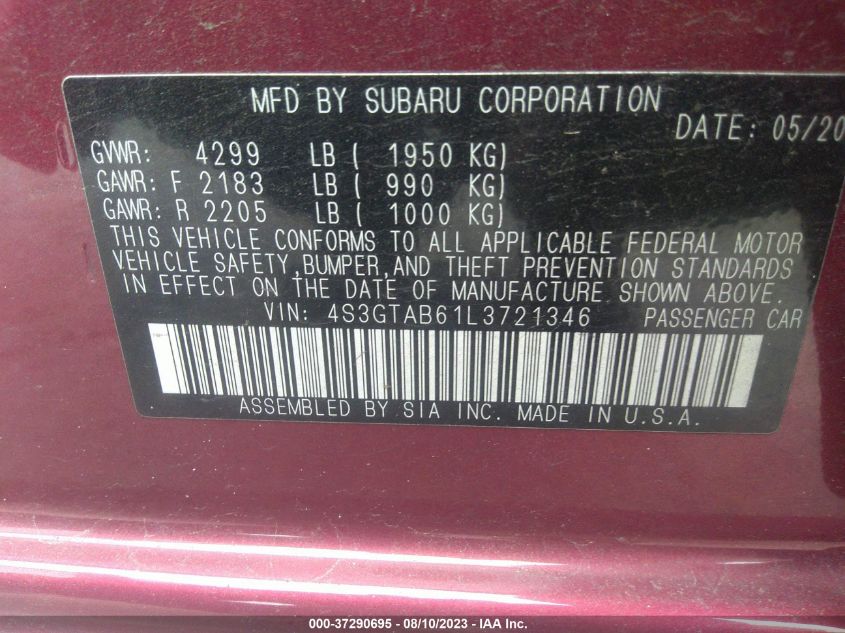 MFD BY SUBARU CORPORATION
DATE: 05/20
GVWR: 4299 LB ( 1950 KG)
GAWR: F 2183 LB ( 990 KG)
GAWR: R 2205 LB ( 1000 KG)
THIS VEHICLE CONFORMS TO ALL APPLICABLE FEDERAL MOTOR
VEHICLE SAFETY,BUMPER,AND THEFT PREVENTION STANDARDS
IN EFFECT ON THE DATE OF MANUFACTURE SHOWN ABOVE.
VIN: 4S3GTAB61L3721346 PASSENGER CAR
ASSEMBLED BY SIA INC. MADE IN U.S.A.
000-37290695 - 08/10/2023 - IAA Inc.